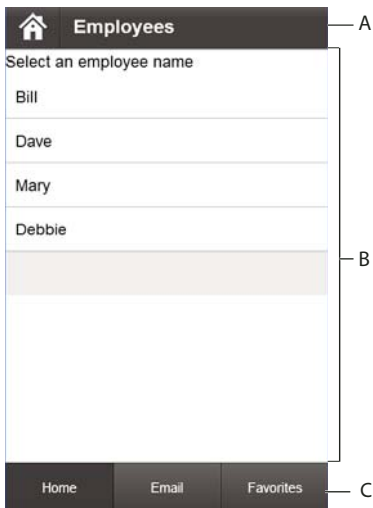 Employees
A
Select an employee name
Bill
Dave
Mary
Debbie
B
Home Email Favorites
C